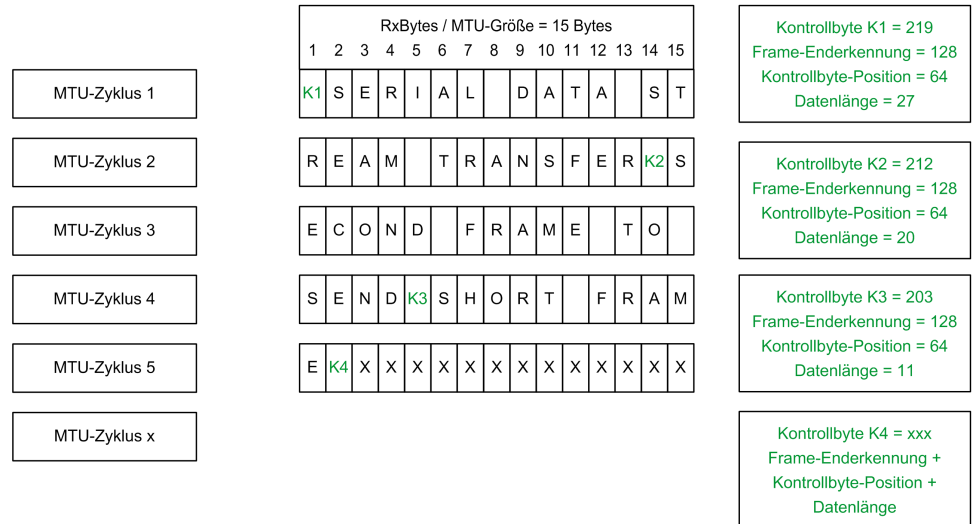 RxBytes / MTU-Größe = 15 Bytes
1 2 3 4 5 6 7 8 9 10 11 12 13 14 15
MTU-Zyklus 1
K1 S E R I A L D A T A S T
Kontrollbyte K1 = 219
Frame-Enderkennung = 128
Kontrollbyte-Position = 64
Datenlänge = 27
MTU-Zyklus 2
R E A M T R A N S F E R K2 S
Kontrollbyte K2 = 212
Frame-Enderkennung = 128
Kontrollbyte-Position = 64
Datenlänge = 20
MTU-Zyklus 3
E C O N D F R A M E T O
MTU-Zyklus 4
S E N D K3 S H O R T F R A M
Kontrollbyte K3 = 203
Frame-Enderkennung = 128
Kontrollbyte-Position = 64
Datenlänge = 11
MTU-Zyklus 5
E K4 X X X X X X X X X X X X X
MTU-Zyklus x
Kontrollbyte K4 = xxx
Frame-Enderkennung +
Kontrollbyte-Position +
Datenlänge